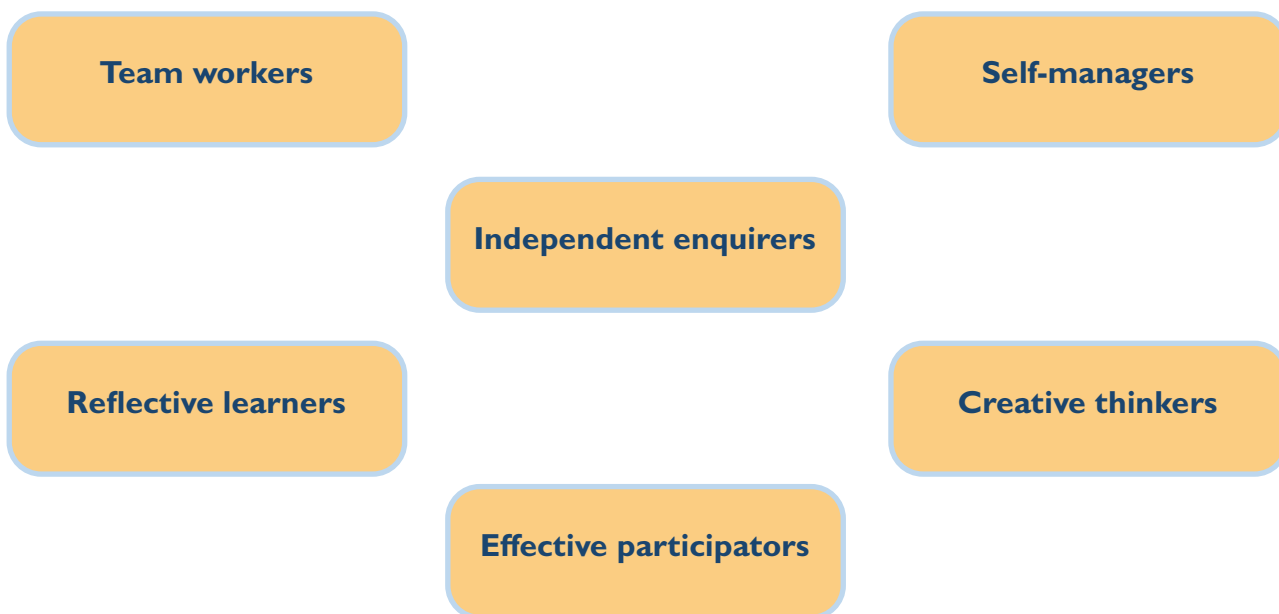 Team workers
Self-managers
Independent enquirers
Reflective learners
Creative thinkers
Effective participators